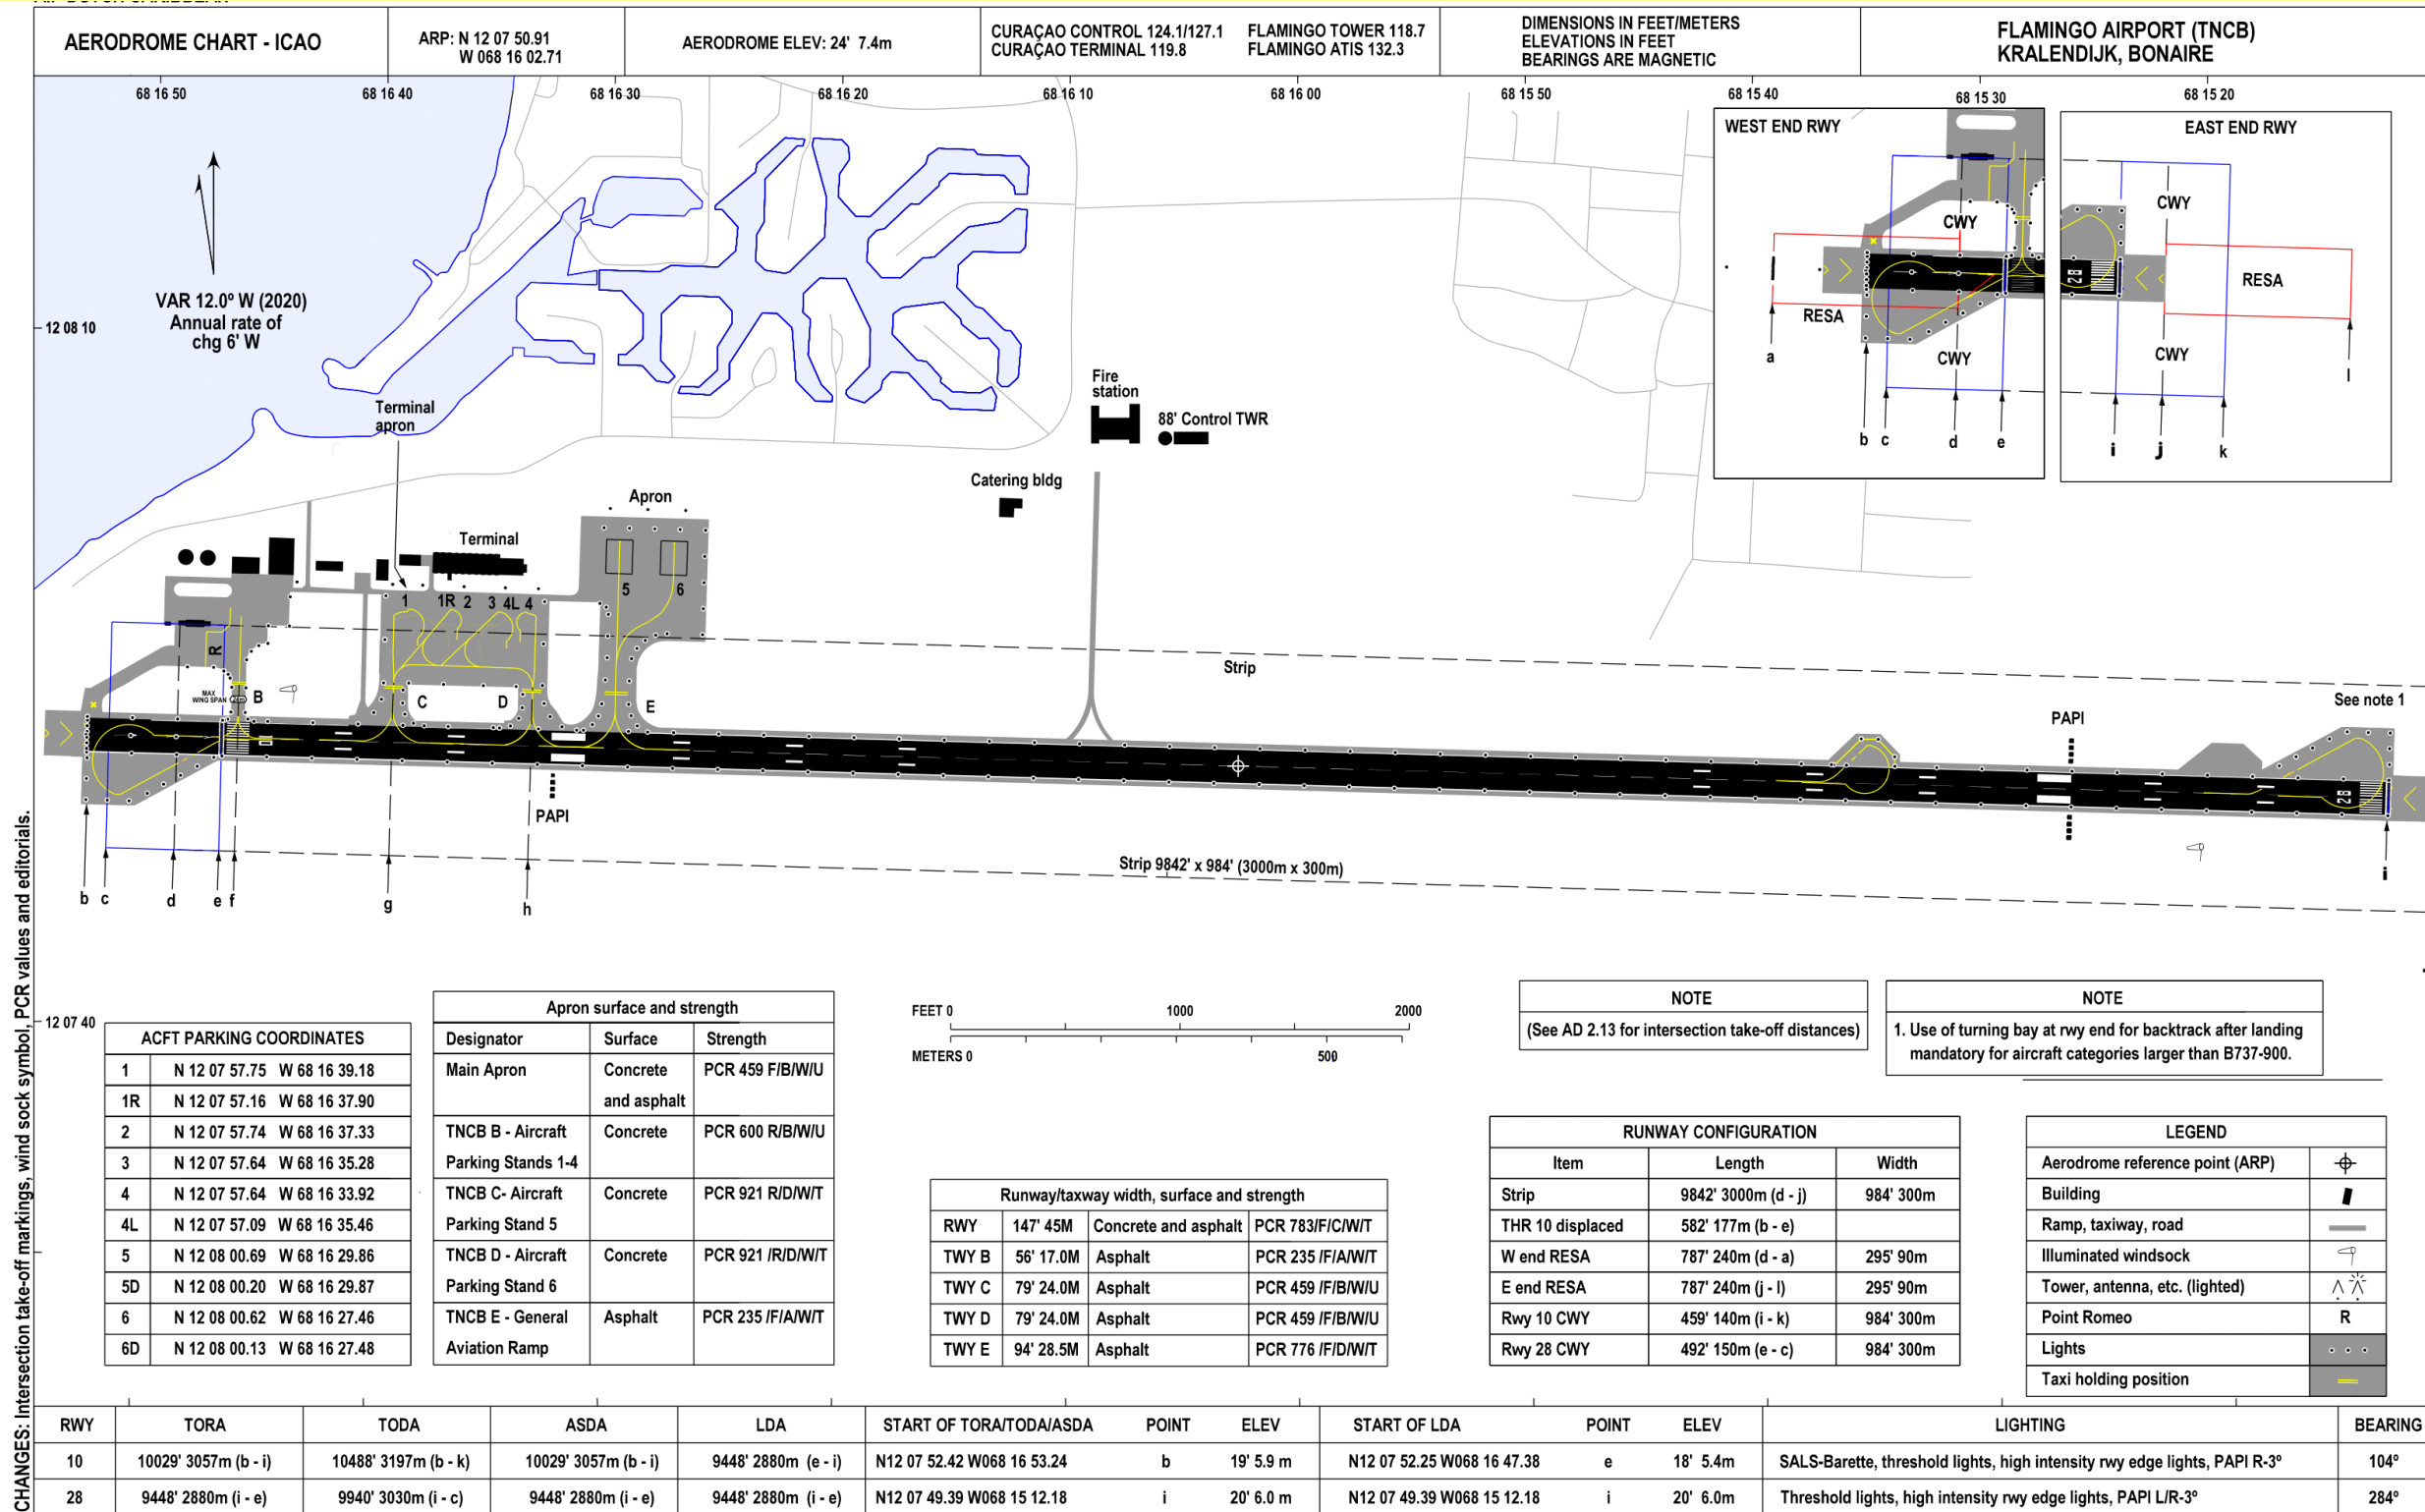 AERODROME CHART - ICAO
ARP: N 12 07 50.91
W 068 16 02.71
AERODROME ELEV: 24' 7.4m
CURAÇAO CONTROL 124.1/127.1 FLAMINGO TOWER 118.7
CURAÇAO TERMINAL 119.8 FLAMINGO ATIS 132.3
DIMENSIONS IN FEET/METERS
ELEVATIONS IN FEET
BEARINGS ARE MAGNETIC
FLAMINGO AIRPORT (TNCB)
KRALENDIJK, BONAIRE
68 16 50 68 16 40 68 16 30 68 16 20 68 16 10 68 16 00 68 15 50 68 15 40 68 15 30 68 15 20
WEST END RWY
CWY
RESA
CWY
a b c d e
EAST END RWY
CWY
RESA
CWY
i j k l
28
VAR 12.0º W (2020)
Annual rate of
chg 6' W
12 08 10
Terminal
apron
Fire
station
88' Control TWR
Catering bldg
Apron
Terminal
5 6
1 1R 2 3 4L 4
R
MAX
WING SPAN
B
C D E
Strip
See note 1
PAPI
PAPI
28
Strip 9842' x 984' (3000m x 300m)
b c d e f g h i
12 07 40
CHANGES: Intersection take-off markings, wind sock symbol, PCR values and editorials.
ACFT PARKING COORDINATES
1 N 12 07 57.75 W 68 16 39.18
1R N 12 07 57.16 W 68 16 37.90
2 N 12 07 57.74 W 68 16 37.33
3 N 12 07 57.64 W 68 16 35.28
4 N 12 07 57.64 W 68 16 33.92
4L N 12 07 57.09 W 68 16 35.46
5 N 12 08 00.69 W 68 16 29.86
5D N 12 08 00.20 W 68 16 29.87
6 N 12 08 00.62 W 68 16 27.46
6D N 12 08 00.13 W 68 16 27.48
Apron surface and strength
Designator Surface Strength
Main Apron Concrete PCR 459 F/B/W/U
and asphalt
TNCB B - Aircraft Concrete PCR 600 R/B/W/U
Parking Stands 1-4
TNCB C- Aircraft Concrete PCR 921 R/D/W/T
Parking Stand 5
TNCB D - Aircraft Concrete PCR 921 /R/D/W/T
Parking Stand 6
TNCB E - General Asphalt PCR 235 /F/A/W/T
Aviation Ramp
FEET 0 1000 2000
METERS 0 500
Runway/taxway width, surface and strength
RWY 147' 45M Concrete and asphalt PCR 783/F/C/W/T
TWY B 56' 17.0M Asphalt PCR 235 /F/A/W/T
TWY C 79' 24.0M Asphalt PCR 459 /F/B/W/U
TWY D 79' 24.0M Asphalt PCR 459 /F/B/W/U
TWY E 94' 28.5M Asphalt PCR 776 /F/D/W/T
NOTE
(See AD 2.13 for intersection take-off distances)
NOTE
1. Use of turning bay at rwy end for backtrack after landing
mandatory for aircraft categories larger than B737-900.
RUNWAY CONFIGURATION
Item Length Width
Strip 9842' 3000m (d - j) 984' 300m
THR 10 displaced 582' 177m (b - e)
W end RESA 787' 240m (d - a) 295' 90m
E end RESA 787' 240m (j - l) 295' 90m
Rwy 10 CWY 459' 140m (i - k) 984' 300m
Rwy 28 CWY 492' 150m (e - c) 984' 300m
LEGEND
Aerodrome reference point (ARP)
Building
Ramp, taxiway, road
Illuminated windsock
Tower, antenna, etc. (lighted)
Point Romeo R
Lights
Taxi holding position
RWY TORA TODA ASDA LDA START OF TORA/TODA/ASDA POINT ELEV START OF LDA POINT ELEV LIGHTING BEARING
10 10029' 3057m (b - i) 10488' 3197m (b - k) 10029' 3057m (b - i) 9448' 2880m (e - i) N12 07 52.42 W068 16 53.24 b 19' 5.9 m N12 07 52.25 W068 16 47.38 e 18' 5.4m SALS-Barette, threshold lights, high intensity rwy edge lights, PAPI R-3º 104º
28 9448' 2880m (i - e) 9940' 3030m (i - c) 9448' 2880m (i - e) 9448' 2880m (i - e) N12 07 49.39 W068 15 12.18 i 20' 6.0 m N12 07 49.39 W068 15 12.18 i 20' 6.0m Threshold lights, high intensity rwy edge lights, PAPI L/R-3º 284º